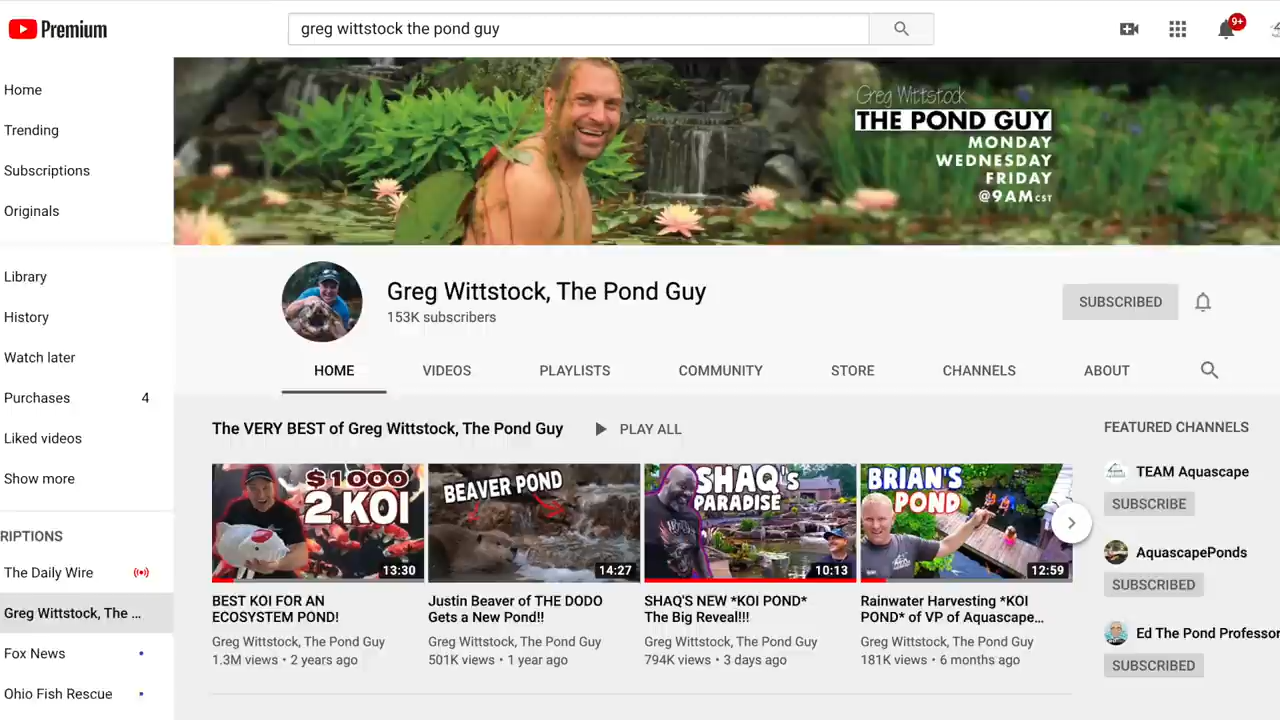 Premium
greg wittstock the pond guy
9+
Home
Trending
Subscriptions
Originals
Library
History
Watch later
Purchases 4
Liked videos
Show more
RIPTIONS
The Daily Wire
Greg Wittstock, The ...
Fox News
Ohio Fish Rescue
Greg Wittstock
THE POND GUY
MONDAY
WEDNESDAY
FRIDAY
@9AM CST
Greg Wittstock, The Pond Guy
153K subscribers
SUBSCRIBED
HOME VIDEOS PLAYLISTS COMMUNITY STORE CHANNELS ABOUT
The VERY BEST of Greg Wittstock, The Pond Guy PLAY ALL
$1000
2 KOI
13:30
BEST KOI FOR AN
ECOSYSTEM POND!
Greg Wittstock, The Pond Guy
1.3M views • 2 years ago
BEAVER POND
14:27
Justin Beaver of THE DODO
Gets a New Pond!!
Greg Wittstock, The Pond Guy
501K views • 1 year ago
SHAQ's
PARADISE
10:13
SHAQ'S NEW *KOI POND*
The Big Reveal!!!
Greg Wittstock, The Pond Guy
794K views • 3 days ago
BRIAN'S
POND
12:59
Rainwater Harvesting *KOI
POND* of VP of Aquascape...
Greg Wittstock, The Pond Guy
181K views • 6 months ago
FEATURED CHANNELS
TEAM Aquascape
SUBSCRIBE
AquascapePonds
SUBSCRIBED
Ed The Pond Professor
SUBSCRIBED